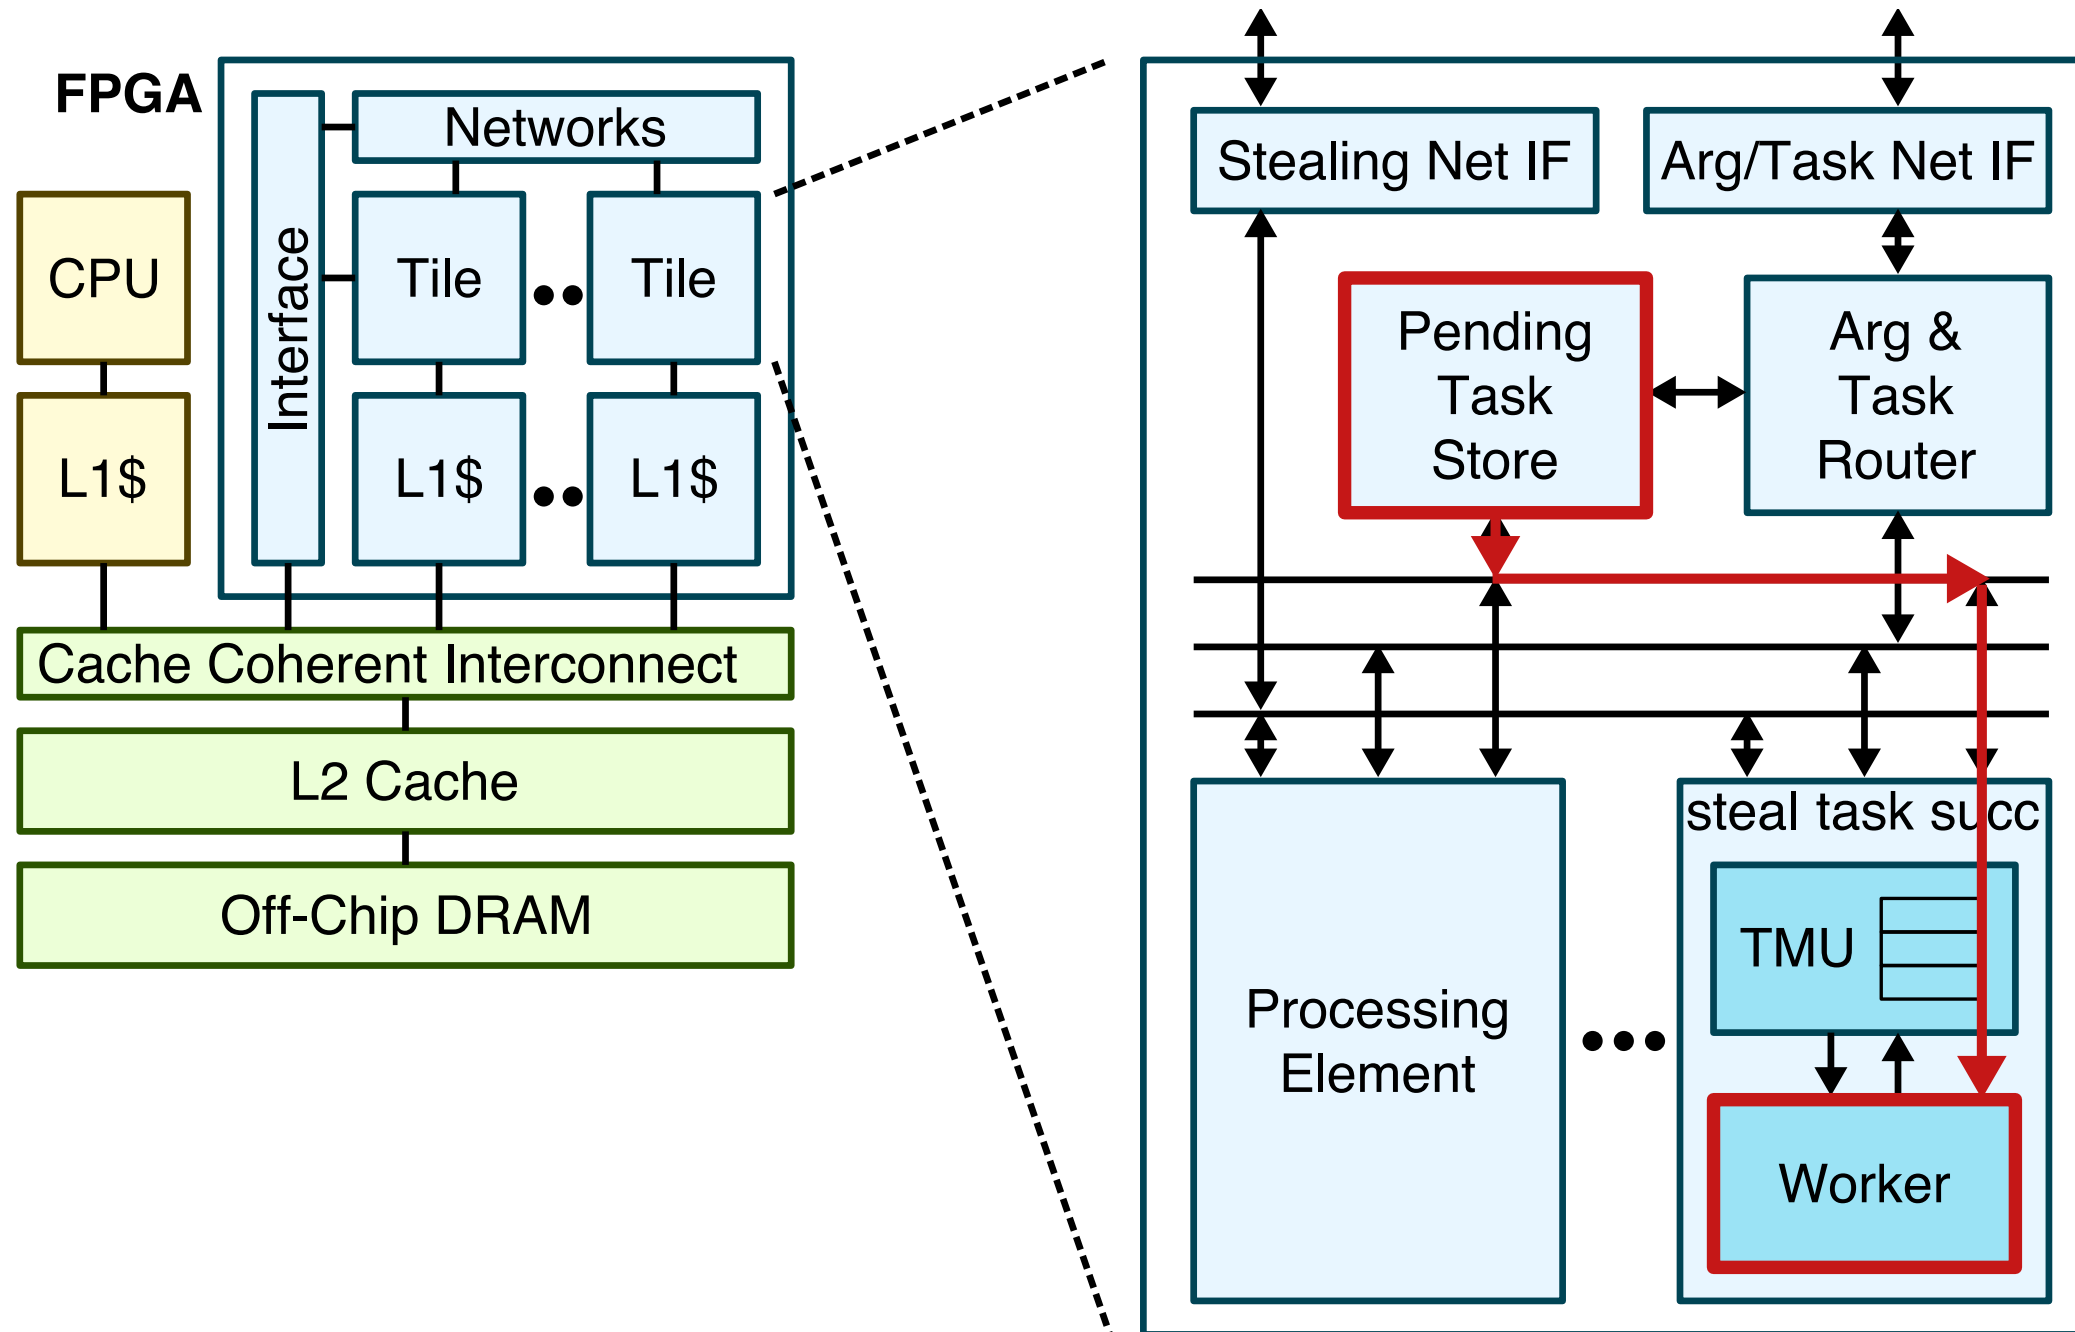 FPGA
Networks
Interface
CPU
Tile
Tile
L1$
L1$
L1$
Cache Coherent Interconnect
L2 Cache
Off-Chip DRAM
Stealing Net IF
Arg/Task Net IF
Pending
Task
Store
Arg &
Task
Router
Processing
Element
steal task succ
TMU
Worker